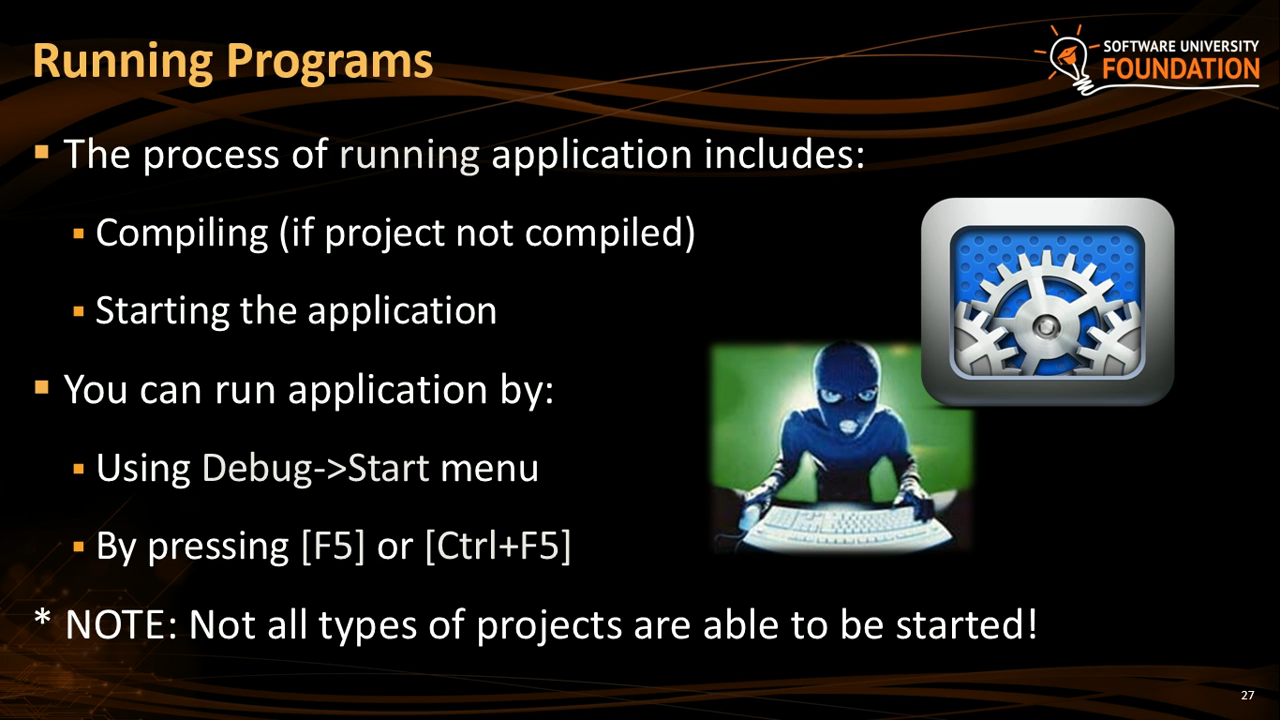 Running Programs
SOFTWARE UNIVERSITY
FOUNDATION
The process of running application includes:
Compiling (if project not compiled)
Starting the application
You can run application by:
Using Debug->Start menu
By pressing [F5] or [Ctrl+F5]
* NOTE: Not all types of projects are able to be started!
27